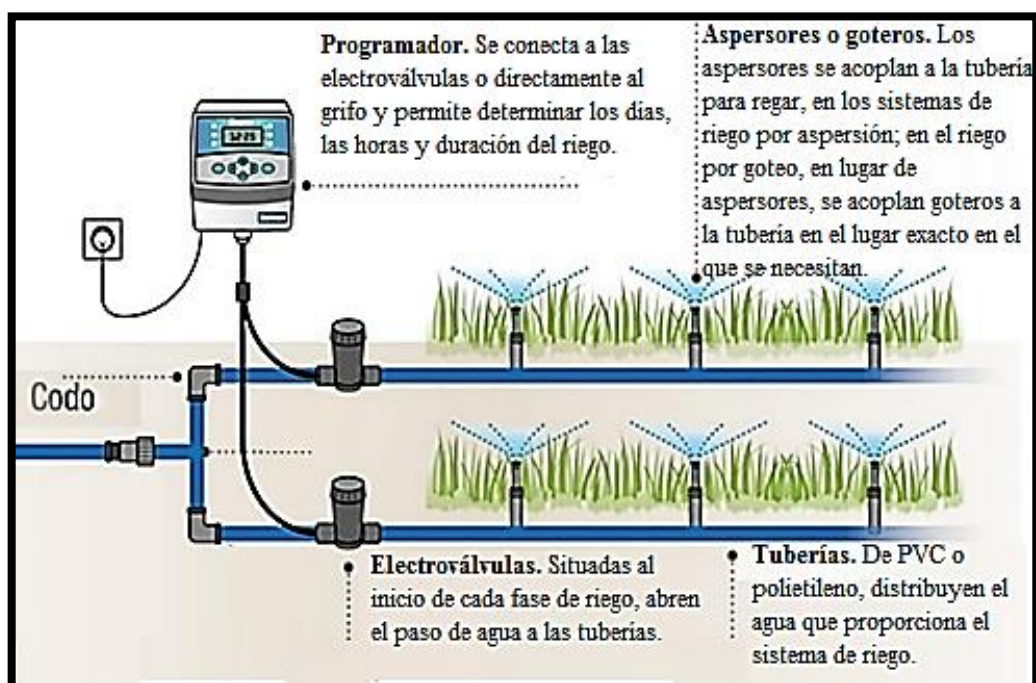 Programador. Se conecta a las
electroválvulas o directamente al
grifo y permite determinar los días,
las horas y duración del riego.
Aspersores o goteros. Los
aspersores se acoplan a la tubería
para regar, en los sistemas de
riego por aspersión; en el riego
por goteo, en lugar de
aspersores, se acoplan goteros a
la tubería en el lugar exacto en el
que se necesitan.
Codo
Electroválvulas. Situadas al
inicio de cada fase de riego, abren
el paso de agua a las tuberías.
Tuberías. De PVC o
polietileno, distribuyen el
agua que proporciona el
sistema de riego.